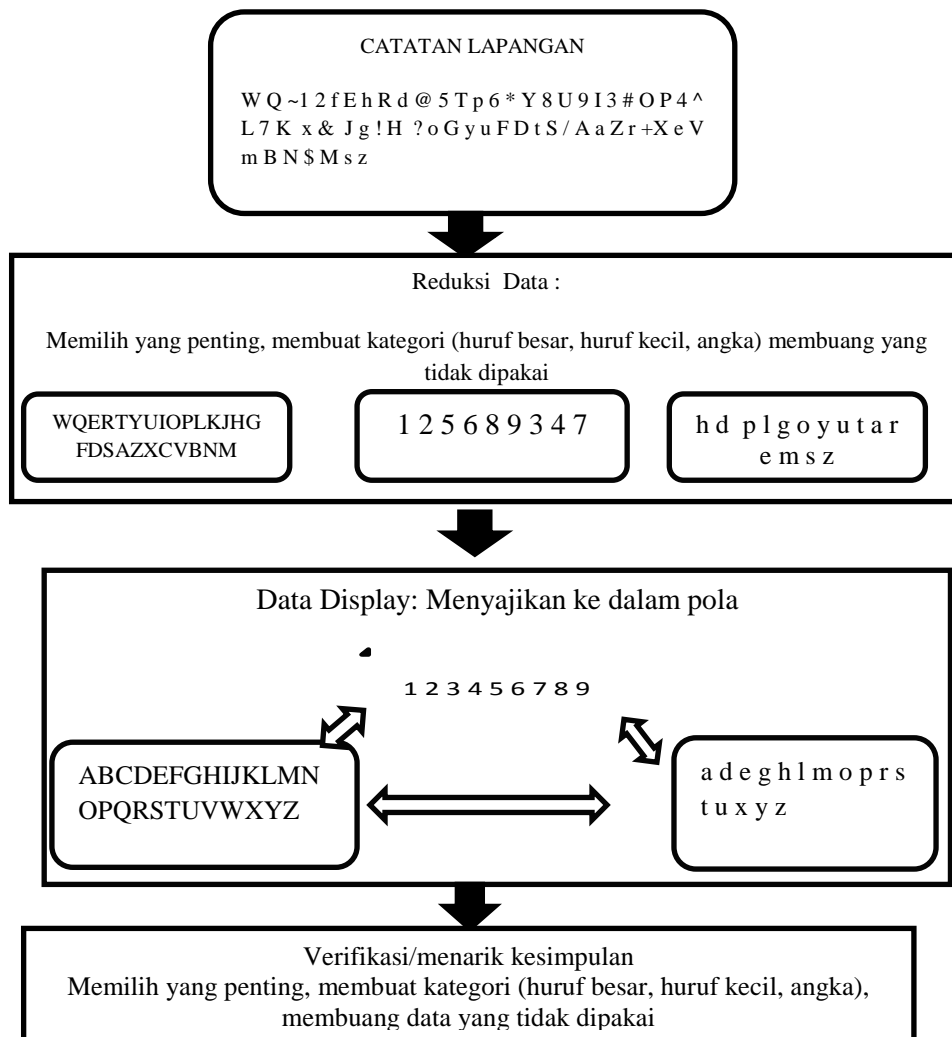 CATATAN LAPANGAN
W Q ~1 2 f E h R d @ 5 T p 6 * Y 8 U 9 I 3 # O P 4 ^
L 7 K x & J g ! H ? o G y u F D t S / A a Z r + X e V
m B N $ M s z
Reduksi Data :
Memilih yang penting, membuat kategori (huruf besar, huruf kecil, angka) membuang yang
tidak dipakai
WQERTYUIOPLKJHG
FDSAZXCVBNM
1 2 5 6 8 9 3 4 7
h d p l g o y u t a r
e m s z
Data Display: Menyajikan ke dalam pola
1 2 3 4 5 6 7 8 9
ABCDEFGHIJKLMN
OPQRSTUVWXYZ
a d e g h l m o p r s
t u x y z
Verifikasi/menarik kesimpulan
Memilih yang penting, membuat kategori (huruf besar, huruf kecil, angka),
membuang data yang tidak dipakai